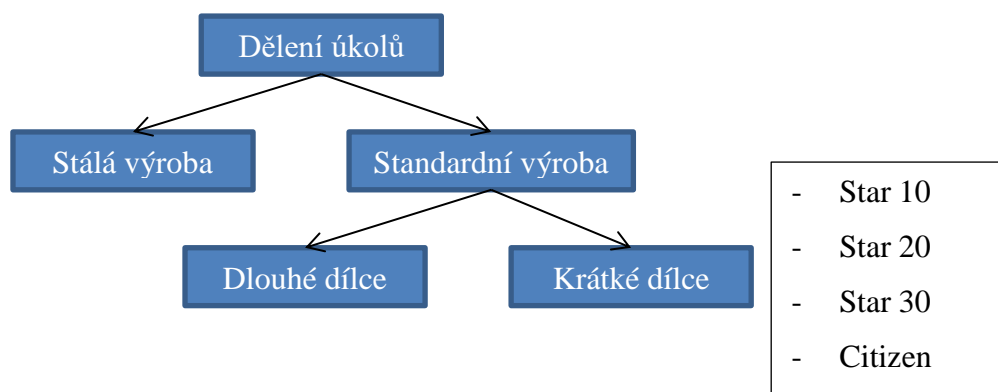 Dělení úkolů
Stálá výroba
Standardní výroba
Dlouhé dílce
Krátké dílce
- Star 10
- Star 20
- Star 30
- Citizen